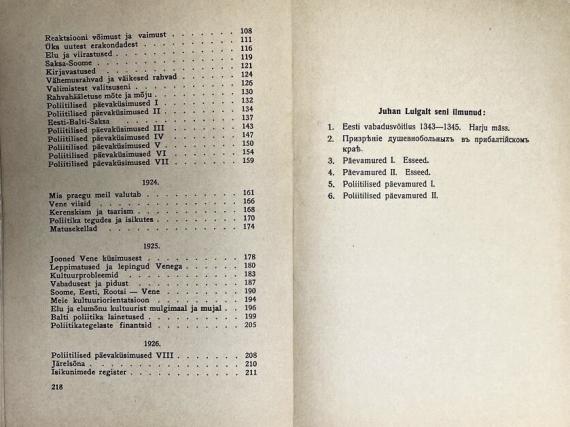 Reaktsiooni võimust ja vaimust . . . . . . . 108
Üks uutest erakondadest . . . . . . . . . 111
Elu ja viirastused . . . . . . . . . . . 116
Saksa-Soome . . . . . . . . . . . . . 119
Kirjavastused . . . . . . . . . . . . . 121
Vähemusrahvad ja väikesed rahvad . . . . . . 124
Valimistest valitsuseni . . . . . . . . . . 126
Rahvahääletuse mõte ja mõju . . . . . . . . 130
Poliitilised päevaküsimused I . . . . . . . . 132
Poliitilised päevaküsimused II . . . . . . . . 134
Eesti-Balti-Saksa . . . . . . . . . . . . 137
Poliitilised päevaküsimused III . . . . . . . 143
Poliitilised päevaküsimused IV . . . . . . . 147
Poliitilised päevaküsimused V . . . . . . . . 150
Poliitilised päevaküsimused VI . . . . . . . 154
Poliitilised päevaküsimused VII . . . . . . . 159
1924.
Mis praegu meil valutab . . . . . . . . . 161
Vene viisid . . . . . . . . . . . . . 166
Kerenskism ja tsarism . . . . . . . . . . 168
Poliitika tegudes ja isikutes . . . . . . . . 170
Matusekellad . . . . . . . . . . . . . 174
1925.
Jooned Vene küsimusest . . . . . . . . . . 178
Leppimatused ja lepingud Venega . . . . . . . 180
Kultuurprobleemid . . . . . . . . . . . 183
Vabadusest ja pidust . . . . . . . . . . 187
Soome, Eesti, Rootsi — Vene . . . . . . . . 190
Meie kultuuriorientatsioon . . . . . . . . . 194
Elu ja elumõnu kultuurist mulgimaal ja mujal . . 196
Balti poliitika lainetused . . . . . . . . . 199
Poliitikategelaste finantsid . . . . . . . . . 205
1926.
Poliitilised päevaküsimused VIII . . . . . . . 208
Järelsõna . . . . . . . . . . . . . . 210
Isikunimede register . . . . . . . . . . . 211
218
Juhan Luigalt seni ilmunud:
1. Eesti vabadusvõitlus 1343—1345. Harju mäss.
2. Призрѣніе душевнобольныхъ въ прибалтійскомъ
краѣ.
3. Päevamured I. Esseed.
4. Päevamured II. Esseed.
5. Poliitilised päevamured I.
6. Poliitilised päevamured II.